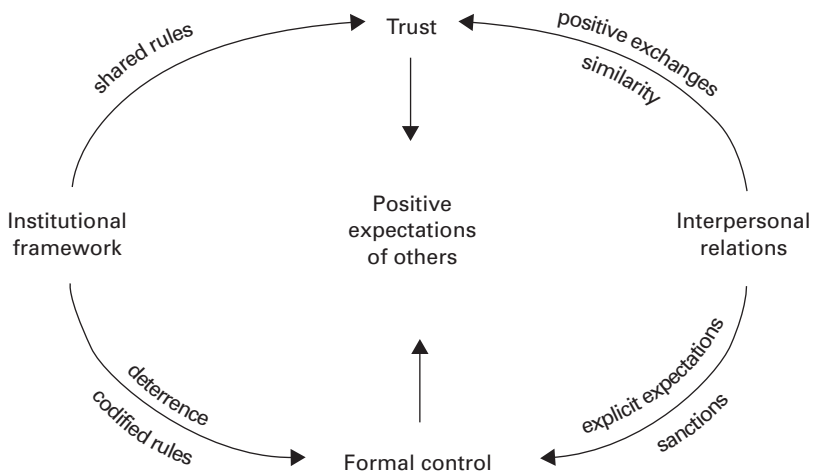 Trust
shared rules
positive exchanges
similarity
Institutional
framework
Positive
expectations
of others
Interpersonal
relations
deterrence
codified rules
explicit expectations
sanctions
Formal control